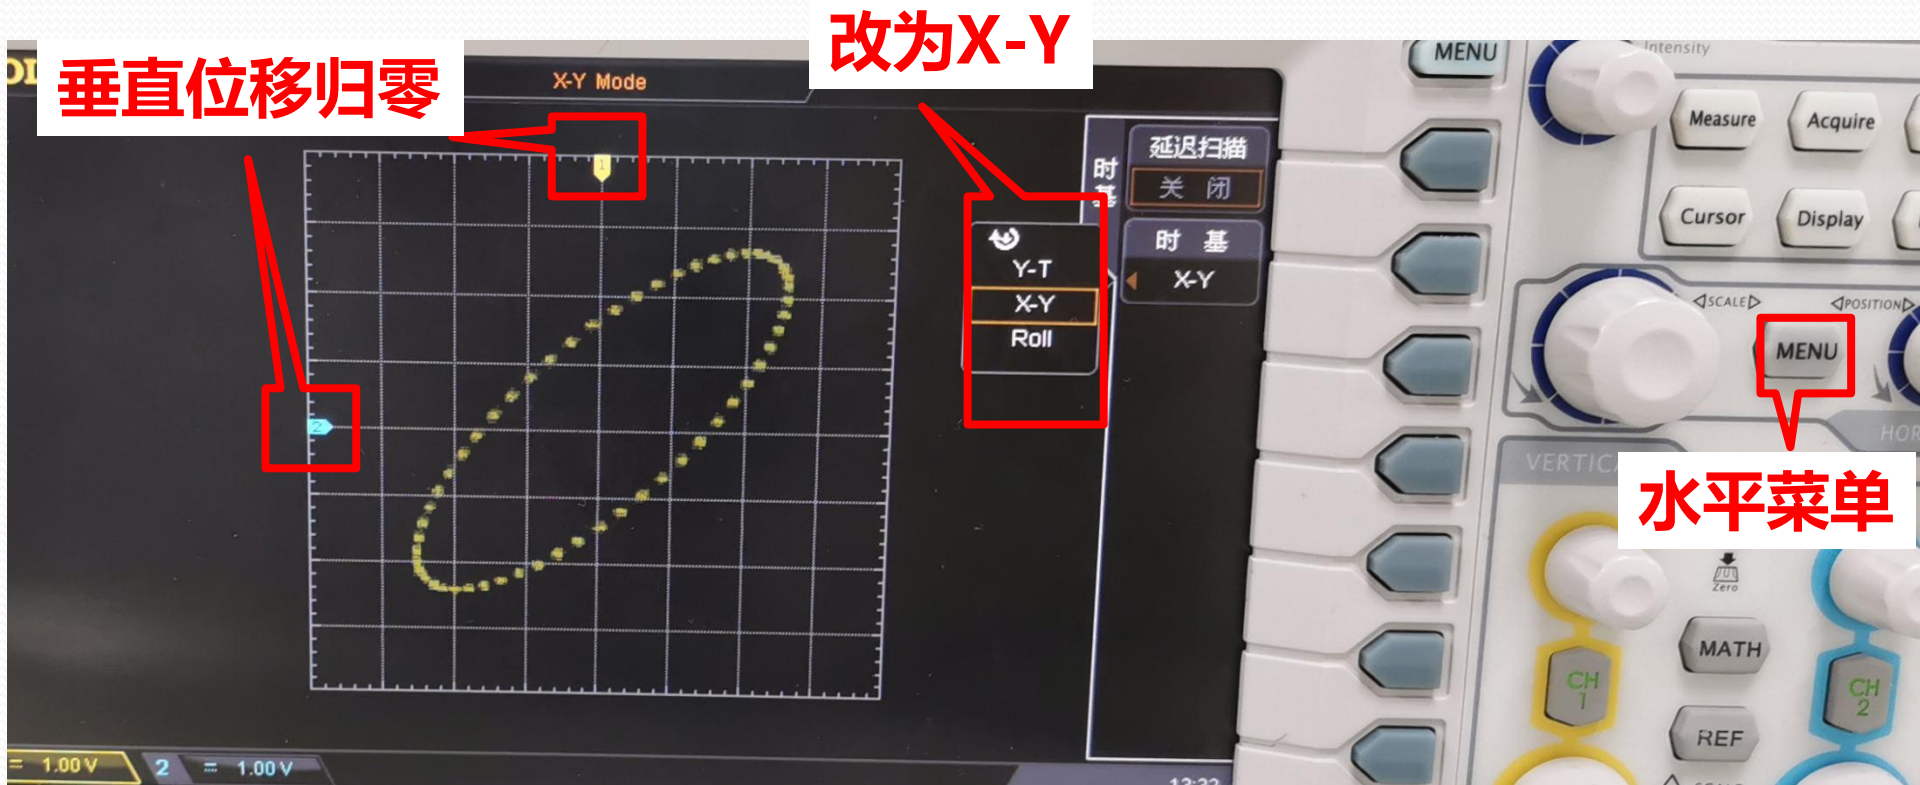 垂直位移归零
改为X-Y
X-Y Mode
1
2
时基
延迟扫描
关 闭
时 基
X-Y
Y-T
X-Y
Roll
1.00 V
2
1.00 V
MENU
Intensity
Measure
Acquire
Cursor
Display
SCALE
POSITION
MENU
HOR
VERTIC
水平菜单
Zero
MATH
CH
1
CH
2
REF